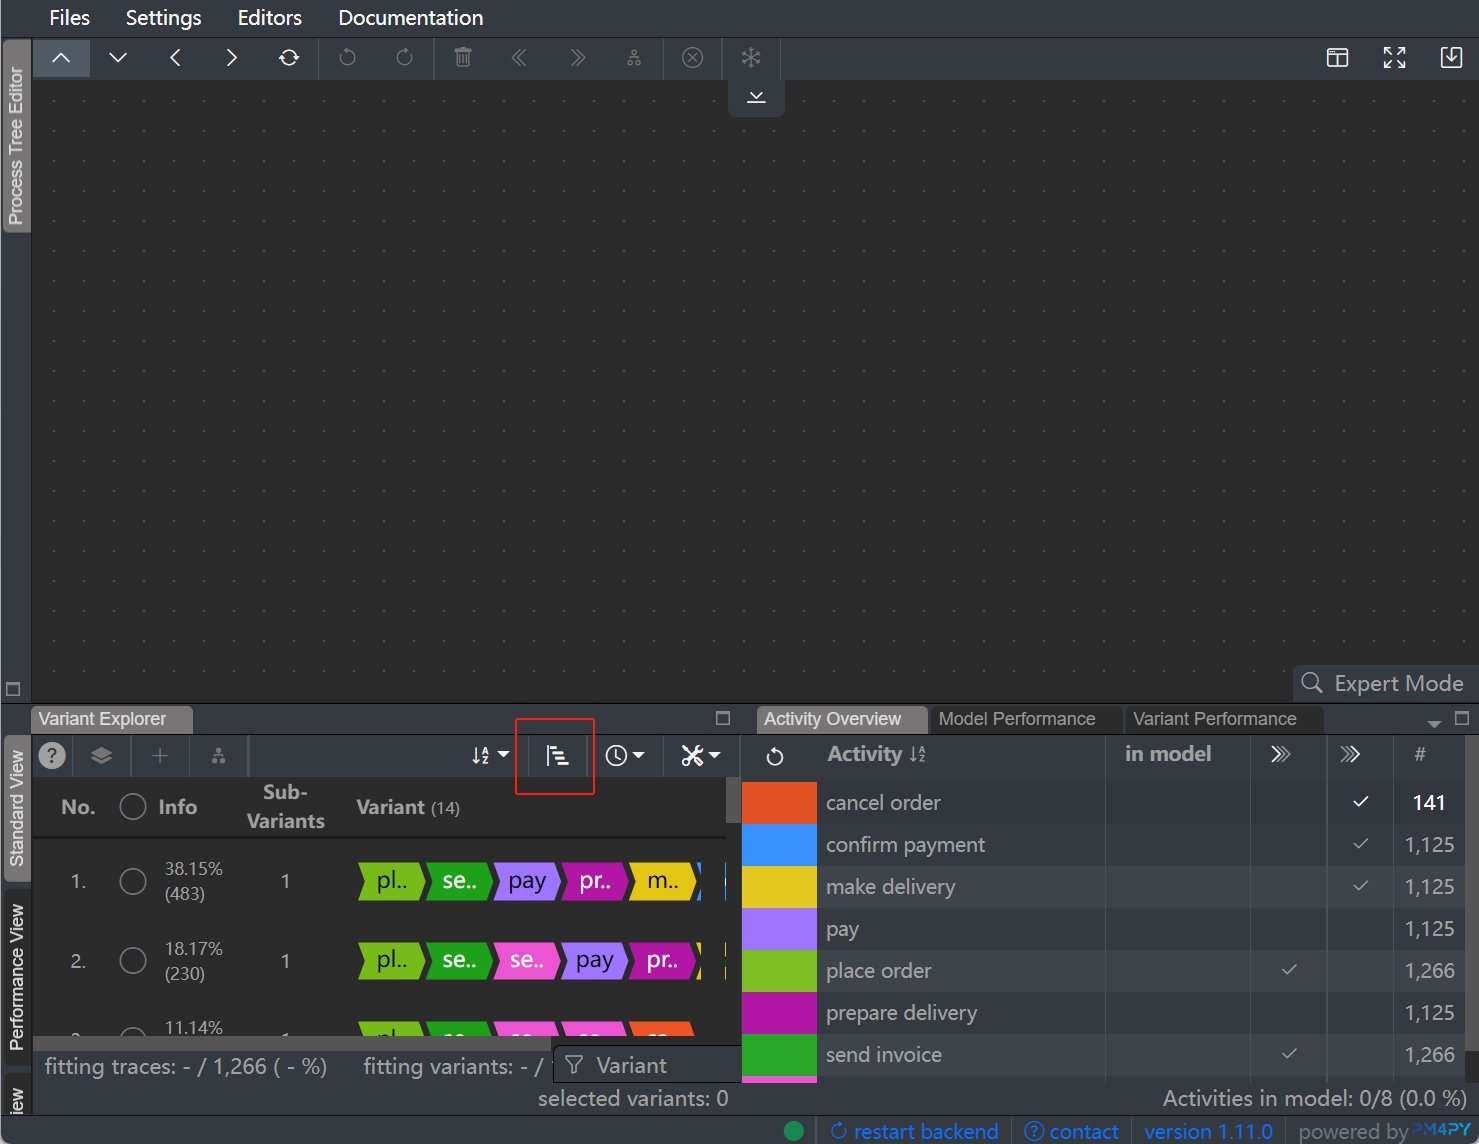 Files Settings Editors Documentation
Process Tree Editor
Expert Mode
Variant Explorer
Standard View
Performance View
iew
?
No. Info Sub-Variants Variant (14)
1. 38.15% (483) 1 pl.. se.. pay pr.. m..
2. 18.17% (230) 1 pl.. se.. se.. pay pr..
11.14%
fitting traces: - / 1,266 ( - %) fitting variants: - /
Variant
selected variants: 0
Activity Overview Model Performance Variant Performance
Activity in model #
cancel order 141
confirm payment 1,125
make delivery 1,125
pay 1,125
place order 1,266
prepare delivery 1,125
send invoice 1,266
Activities in model: 0/8 (0.0 %)
restart backend ? contact version 1.11.0 powered by PM4PY